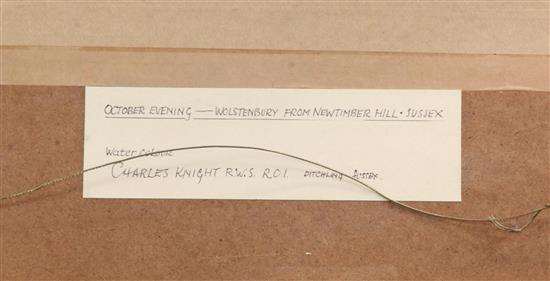 OCTOBER EVENING — WOLSTENBURY FROM NEWTIMBER HILL · SUSSEX
Water colour
CHARLES KNIGHT R.W.S. R.O.I. DITCHLING SUSSEX.